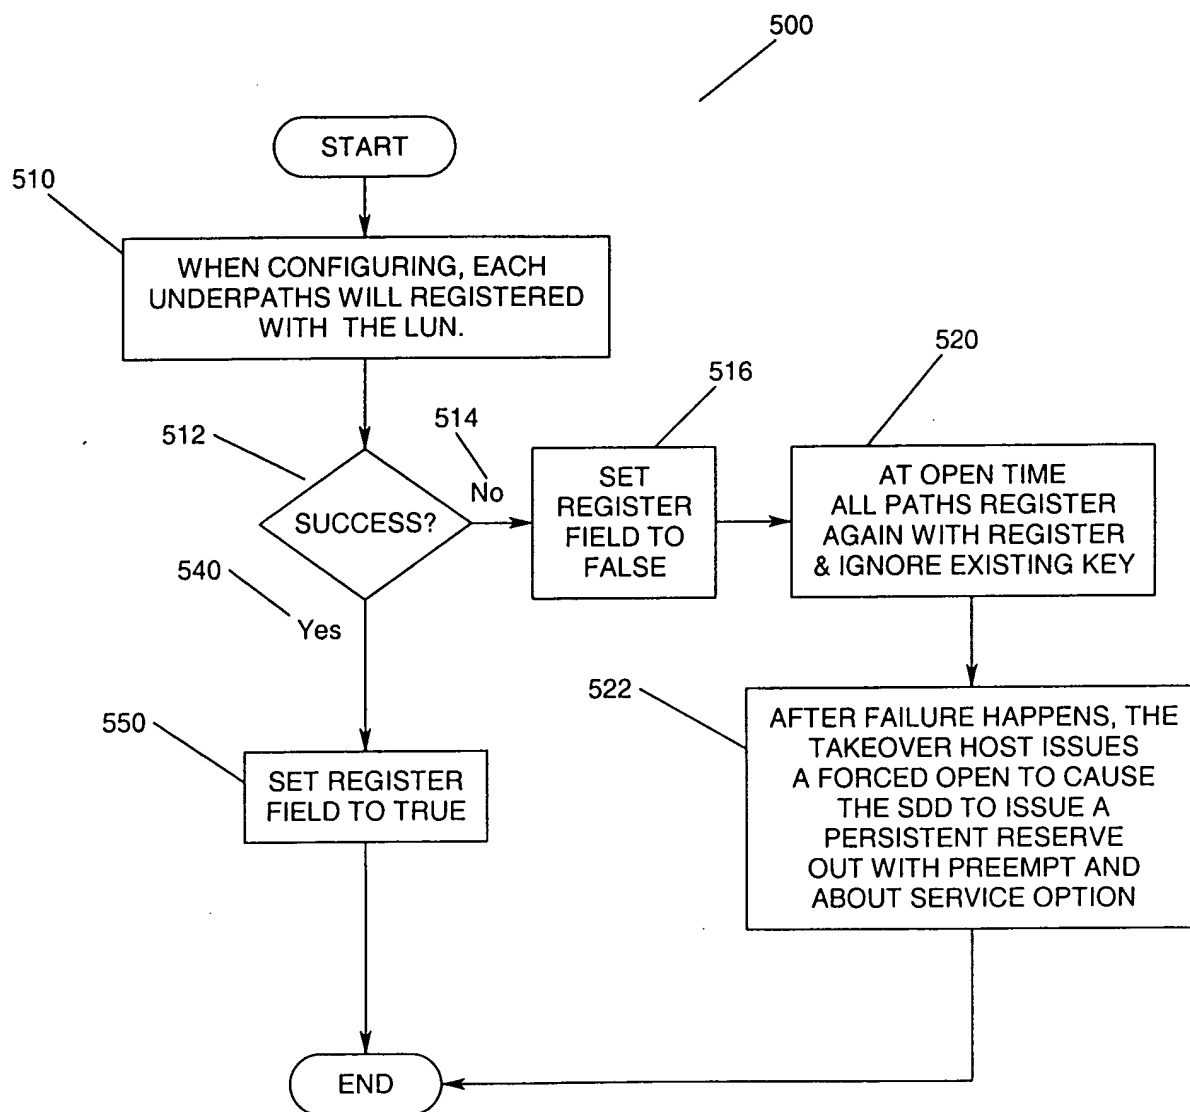 500
START
510
WHEN CONFIGURING, EACH
UNDERPATHS WILL REGISTERED
WITH THE LUN.
512
SUCCESS?
514
No
516
SET
REGISTER
FIELD TO
FALSE
520
AT OPEN TIME
ALL PATHS REGISTER
AGAIN WITH REGISTER
& IGNORE EXISTING KEY
540
Yes
522
AFTER FAILURE HAPPENS, THE
TAKEOVER HOST ISSUES
A FORCED OPEN TO CAUSE
THE SDD TO ISSUE A
PERSISTENT RESERVE
OUT WITH PREEMPT AND
ABOUT SERVICE OPTION
550
SET REGISTER
FIELD TO TRUE
END